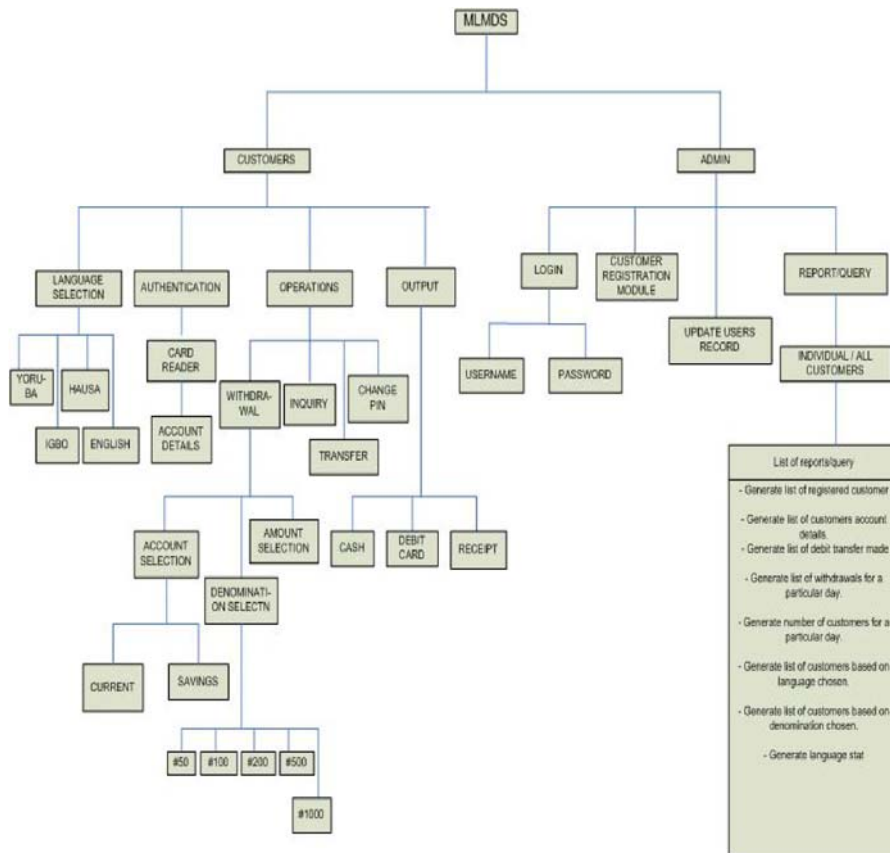 MLMDS
CUSTOMERS
ADMIN
LANGUAGE
SELECTION
AUTHENTICATION
OPERATIONS
OUTPUT
LOGIN
CUSTOMER
REGISTRATION
MODULE
REPORT/QUERY
UPDATE USERS
RECORD
YORU-
BA
HAUSA
IGBO
ENGLISH
CARD
READER
ACCOUNT
DETAILS
WITHDRA-
WAL
INQUIRY
CHANGE
PIN
TRANSFER
USERNAME
PASSWORD
INDIVIDUAL / ALL
CUSTOMERS
ACCOUNT
SELECTION
AMOUNT
SELECTION
DENOMINATI-
ON SELECTN
CASH
DEBIT
CARD
RECEIPT
CURRENT
SAVINGS
#50
#100
#200
#500
#1000
List of reports/query
- Generate list of registered customer
- Generate list of customers account
details.
- Generate list of debit transfer made
- Generate list of withdrawals for a
particular day.
- Generate number of customers for a
particular day.
- Generate list of customers based on
language chosen.
- Generate list of customers based on
denomination chosen.
- Generate language stat